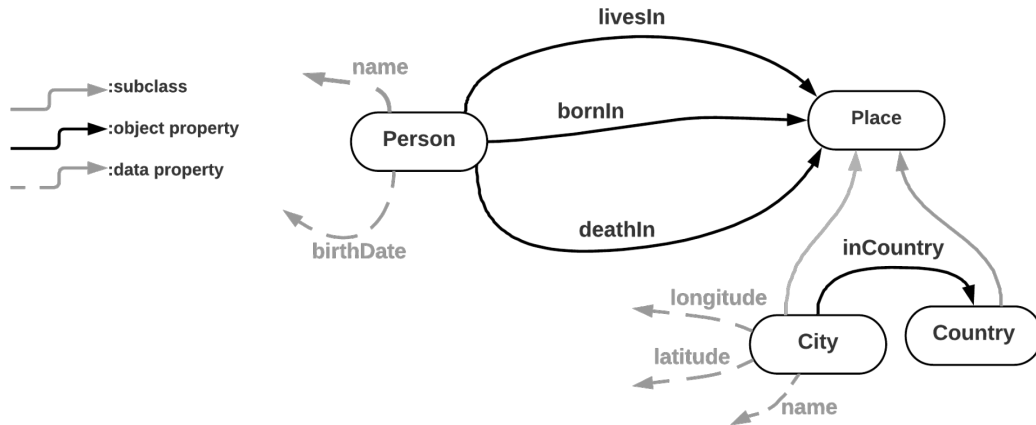 :subclass
:object property
:data property
name
Person
birthDate
livesIn
bornIn
deathIn
Place
inCountry
longitude
latitude
name
City
Country